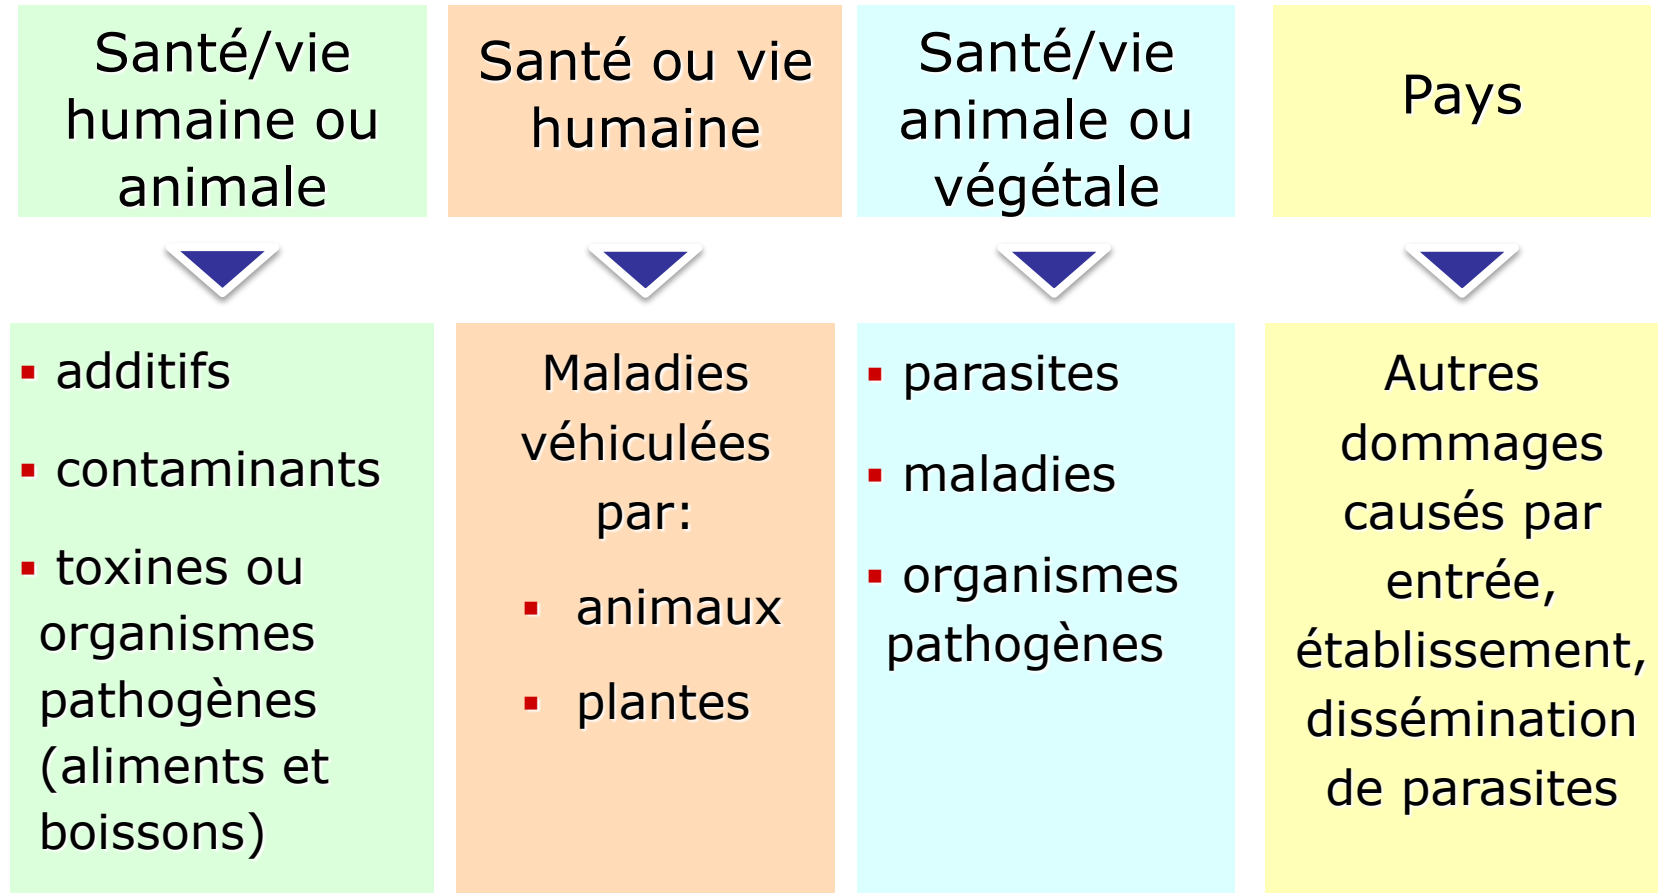 Santé/vie
humaine ou
animale
Santé ou vie
humaine
Santé/vie
animale ou
végétale
Pays
▪ additifs
▪ contaminants
▪ toxines ou
organismes
pathogènes
(aliments et
boissons)
Maladies
véhiculées
par:
▪ animaux
▪ plantes
▪ parasites
▪ maladies
▪ organismes
pathogènes
Autres
dommages
causés par
entrée,
établissement,
dissémination
de parasites